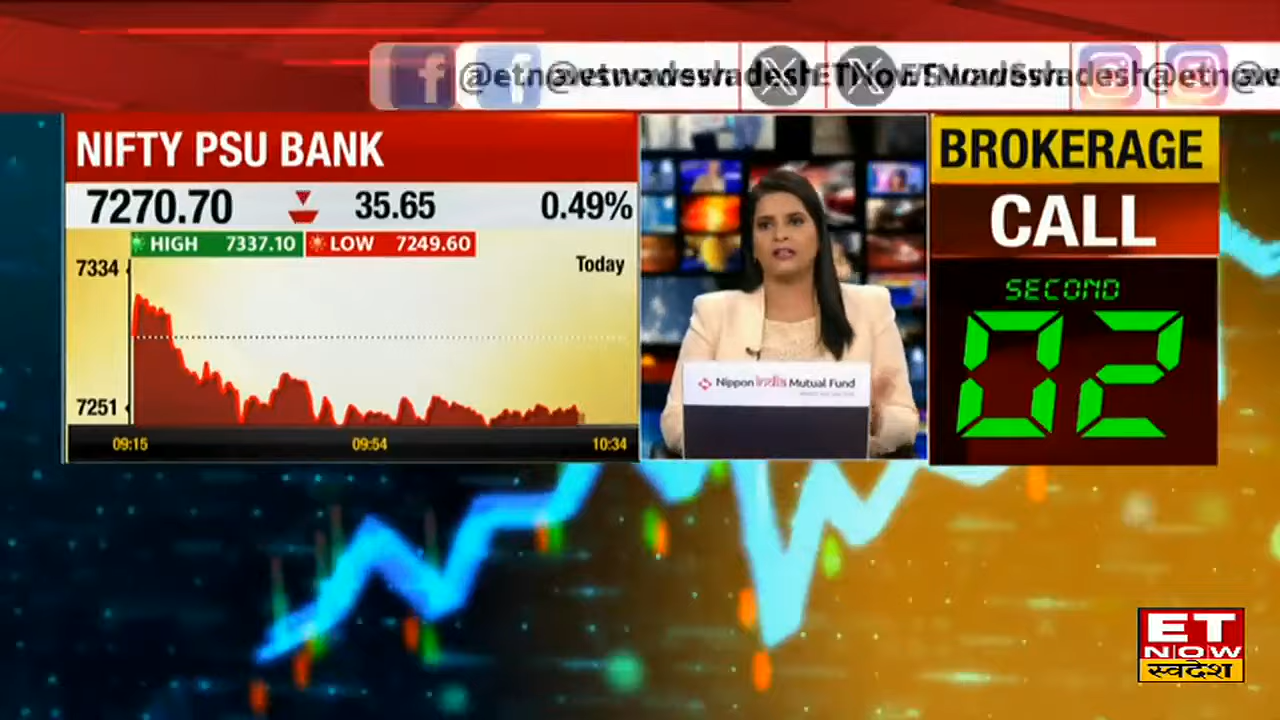 NIFTY PSU BANK
7270.70 35.65 0.49%
HIGH 7337.10 LOW 7249.60
Today
7334
7251
09:15 09:54 10:34
Nippon india Mutual Fund
BROKERAGE
CALL
SECOND
02
ET
NOW
स्वदेश